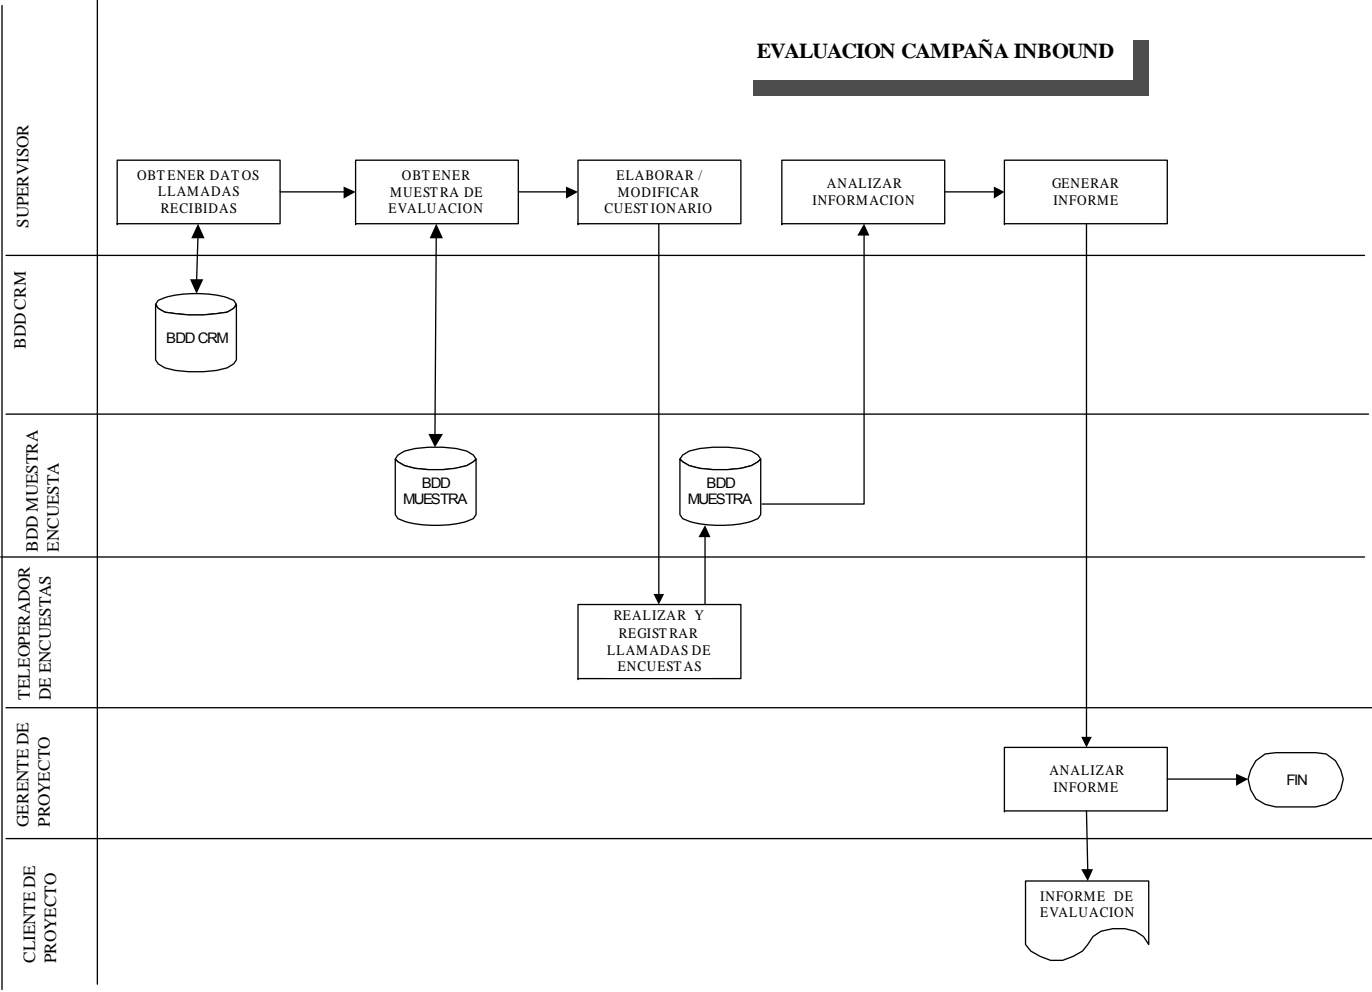 EVALUACION CAMPAÑA INBOUND
SUPERVISOR
OBTENER DATOS
LLAMADAS
RECIBIDAS
OBTENER
MUESTRA DE
EVALUACION
ELABORAR /
MODIFICAR
CUESTIONARIO
ANALIZAR
INFORMACION
GENERAR
INFORME
BDD CRM
BDD CRM
BDD MUESTRA
ENCUESTA
BDD
MUESTRA
BDD
MUESTRA
TELEOPERADOR
DE ENCUESTAS
REALIZAR Y
REGISTRAR
LLAMADAS DE
ENCUESTAS
GERENTE DE
PROYECTO
ANALIZAR
INFORME
FIN
CLIENTE DE
PROYECTO
INFORME DE
EVALUACION